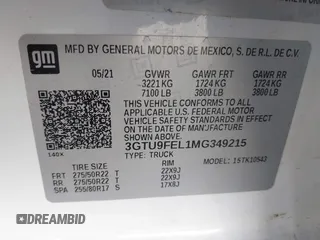 gm
MFD BY GENERAL MOTORS DE MEXICO, S. DE R.L. DE C.V.
05/21 GVWR GAWR FRT GAWR RR
3221 KG 1724 KG 1724 KG
7100 LB 3800 LB 3800 LB
THIS VEHICLE CONFORMS TO ALL APPLICABLE
U.S. FEDERAL MOTOR VEHICLE SAFETY
STANDARDS IN EFFECT ON THE DATE OF
MANUFACTURE SHOWN ABOVE.
3GTU9FEL1MG349215
TYPE: TRUCK MODEL: 15TK10543
TIRE SIZE RIM
FRT 275/50R22 T 22X9J
RR 275/50R22 T 22X9J
SPA 255/80R17 S 17X8J
AUTOBIDMASTER